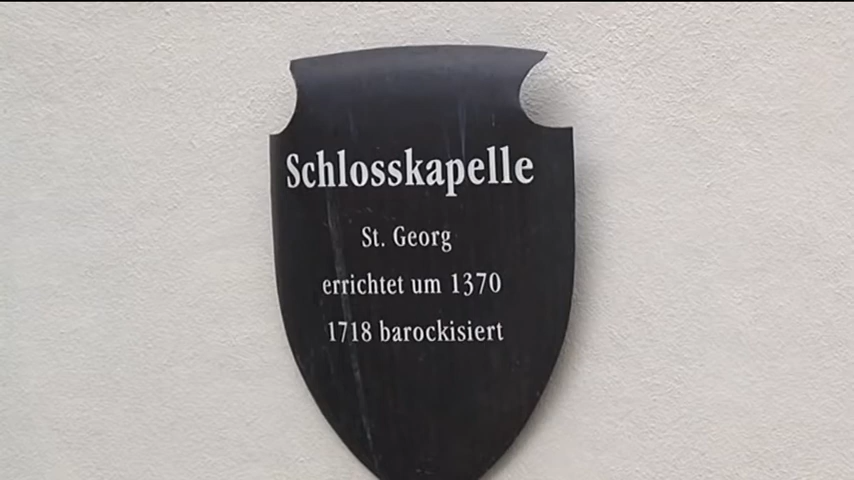 Schlosskapelle
St. Georg
errichtet um 1370
1718 barockisiert